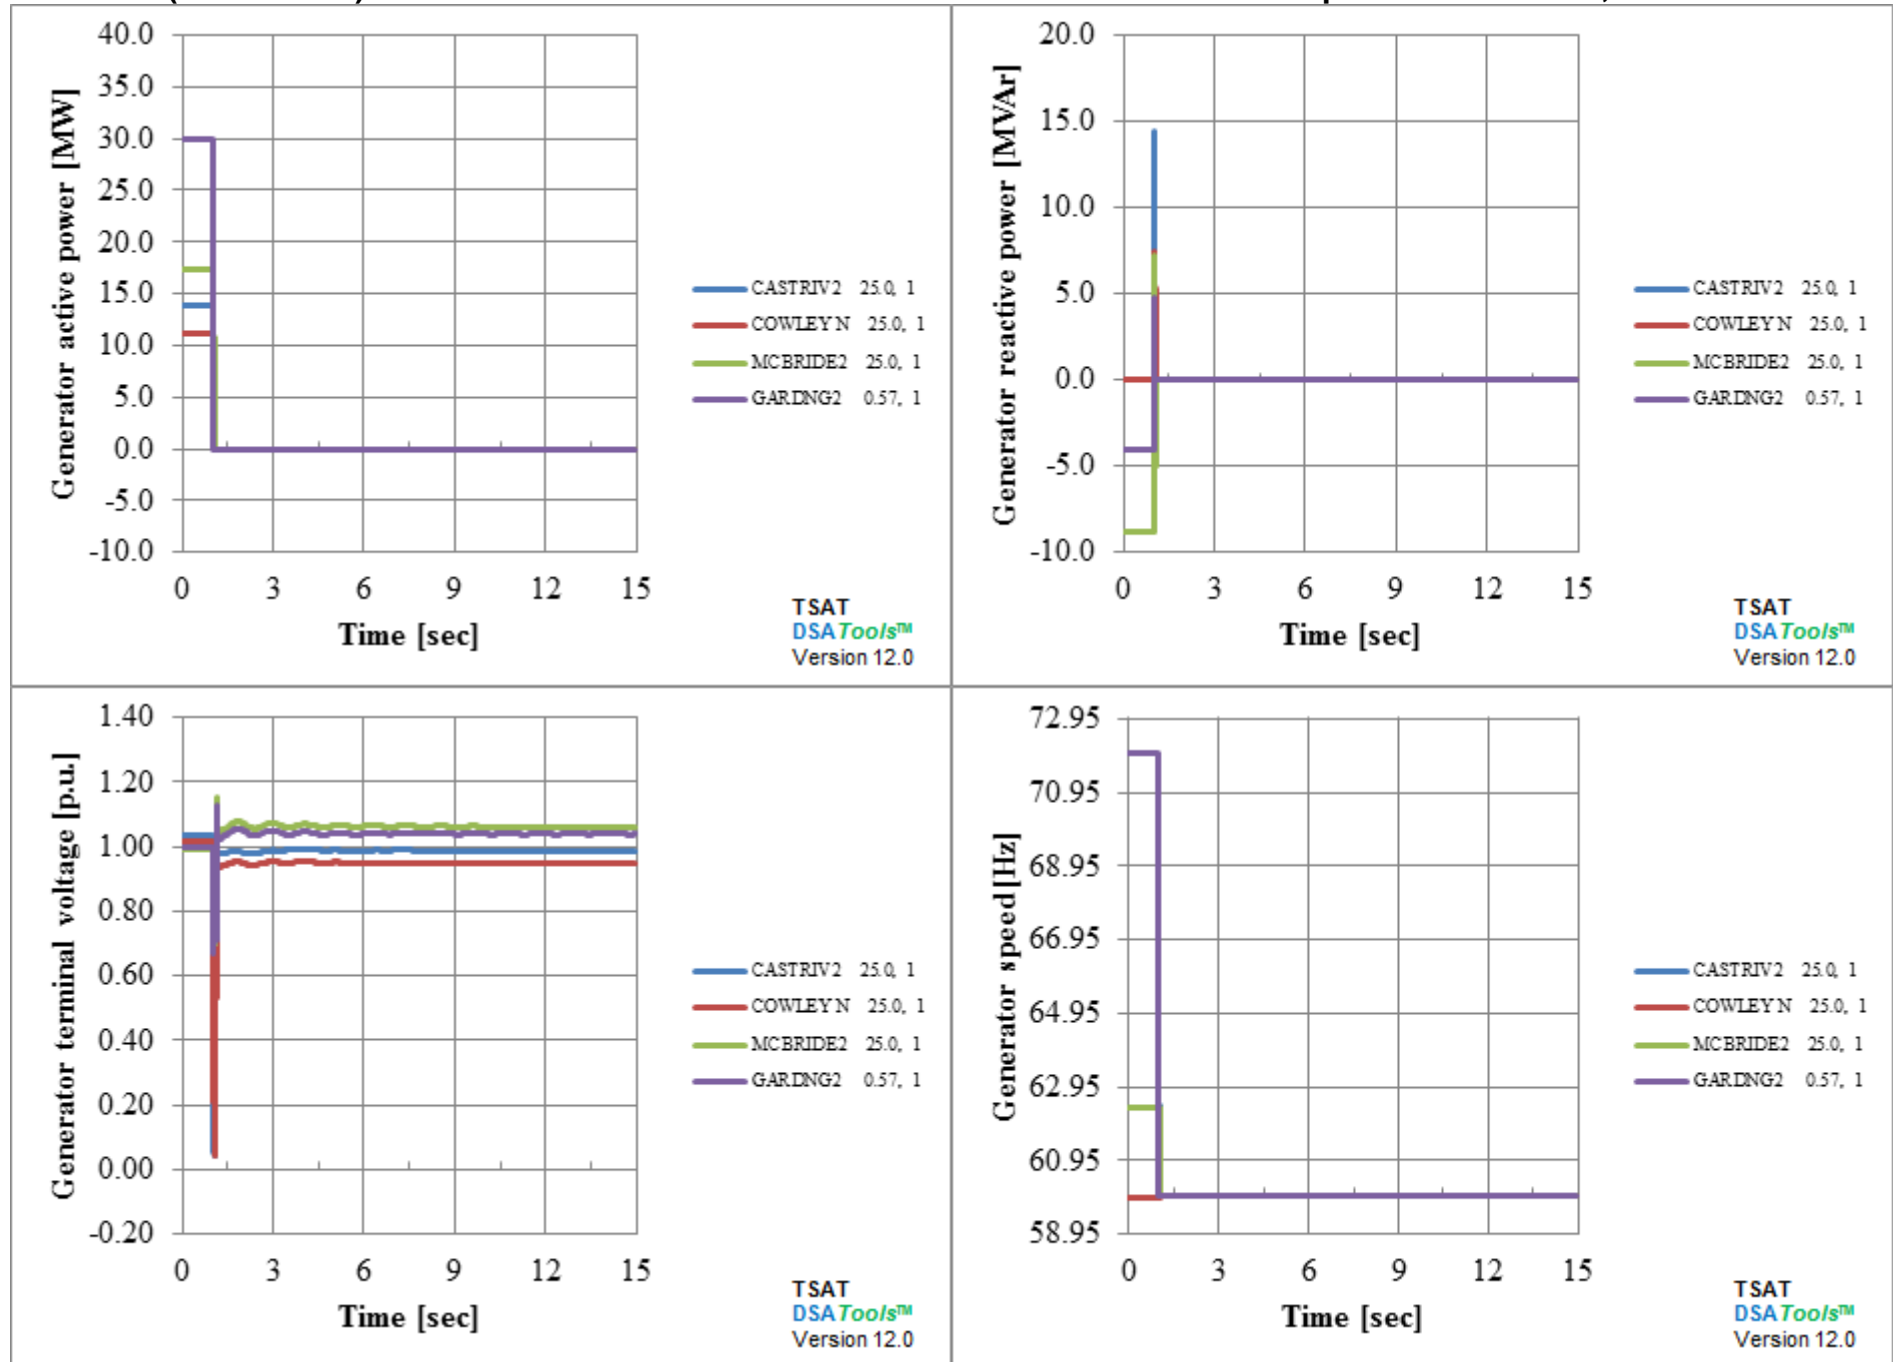 Generator active power [MW]
40.0
35.0
30.0
25.0
20.0
15.0
10.0
5.0
0.0
-5.0
-10.0
0 3 6 9 12 15
Time [sec]
CASTRIV2 25.0, 1
COWLEY N 25.0, 1
MCBRIDE2 25.0, 1
GARDNG2 0.57, 1
TSAT
DSATools™
Version 12.0
Generator reactive power [MVAr]
20.0
15.0
10.0
5.0
0.0
-5.0
-10.0
0 3 6 9 12 15
Time [sec]
CASTRIV2 25.0, 1
COWLEY N 25.0, 1
MCBRIDE2 25.0, 1
GARDNG2 0.57, 1
TSAT
DSATools™
Version 12.0
Generator terminal voltage [p.u.]
1.40
1.20
1.00
0.80
0.60
0.40
0.20
0.00
-0.20
0 3 6 9 12 15
Time [sec]
CASTRIV2 25.0, 1
COWLEY N 25.0, 1
MCBRIDE2 25.0, 1
GARDNG2 0.57, 1
TSAT
DSATools™
Version 12.0
Generator speed[Hz]
72.95
70.95
68.95
66.95
64.95
62.95
60.95
58.95
0 3 6 9 12 15
Time [sec]
CASTRIV2 25.0, 1
COWLEY N 25.0, 1
MCBRIDE2 25.0, 1
GARDNG2 0.57, 1
TSAT
DSATools™
Version 12.0